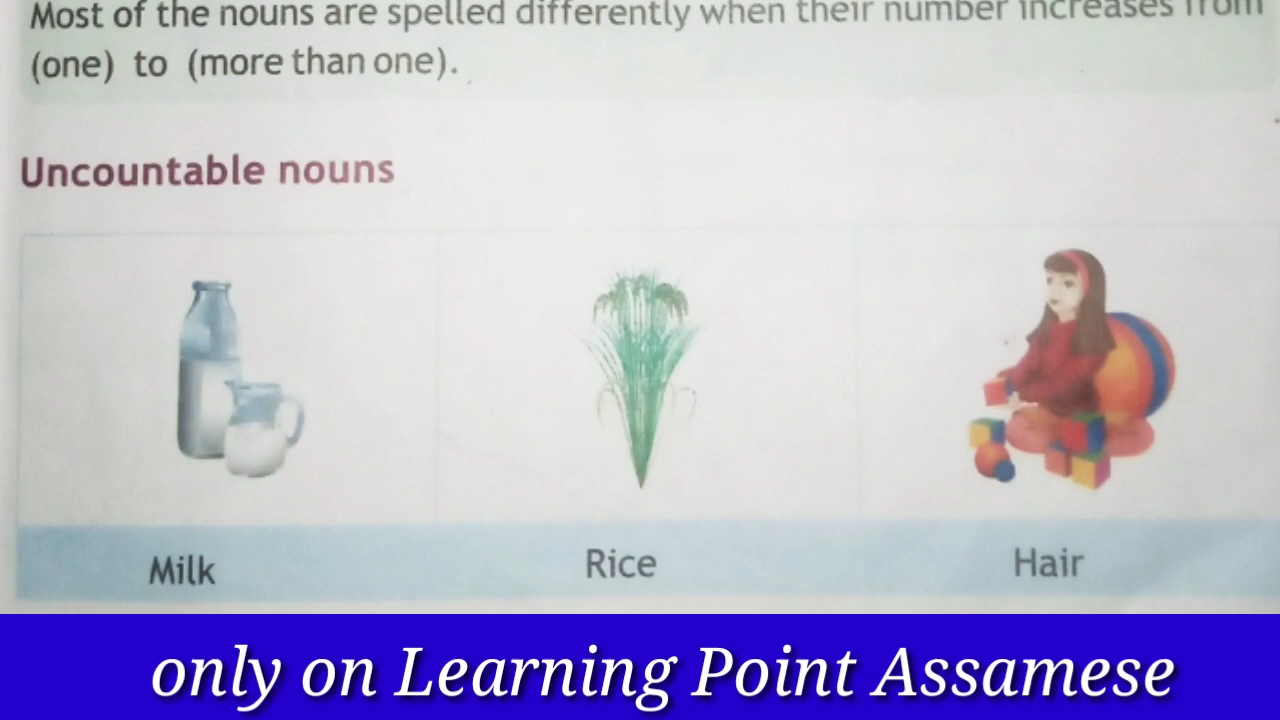 Most of the nouns are spelled differently when their number increases from
(one) to (more than one).
Uncountable nouns
Milk Rice Hair
only on Learning Point Assamese